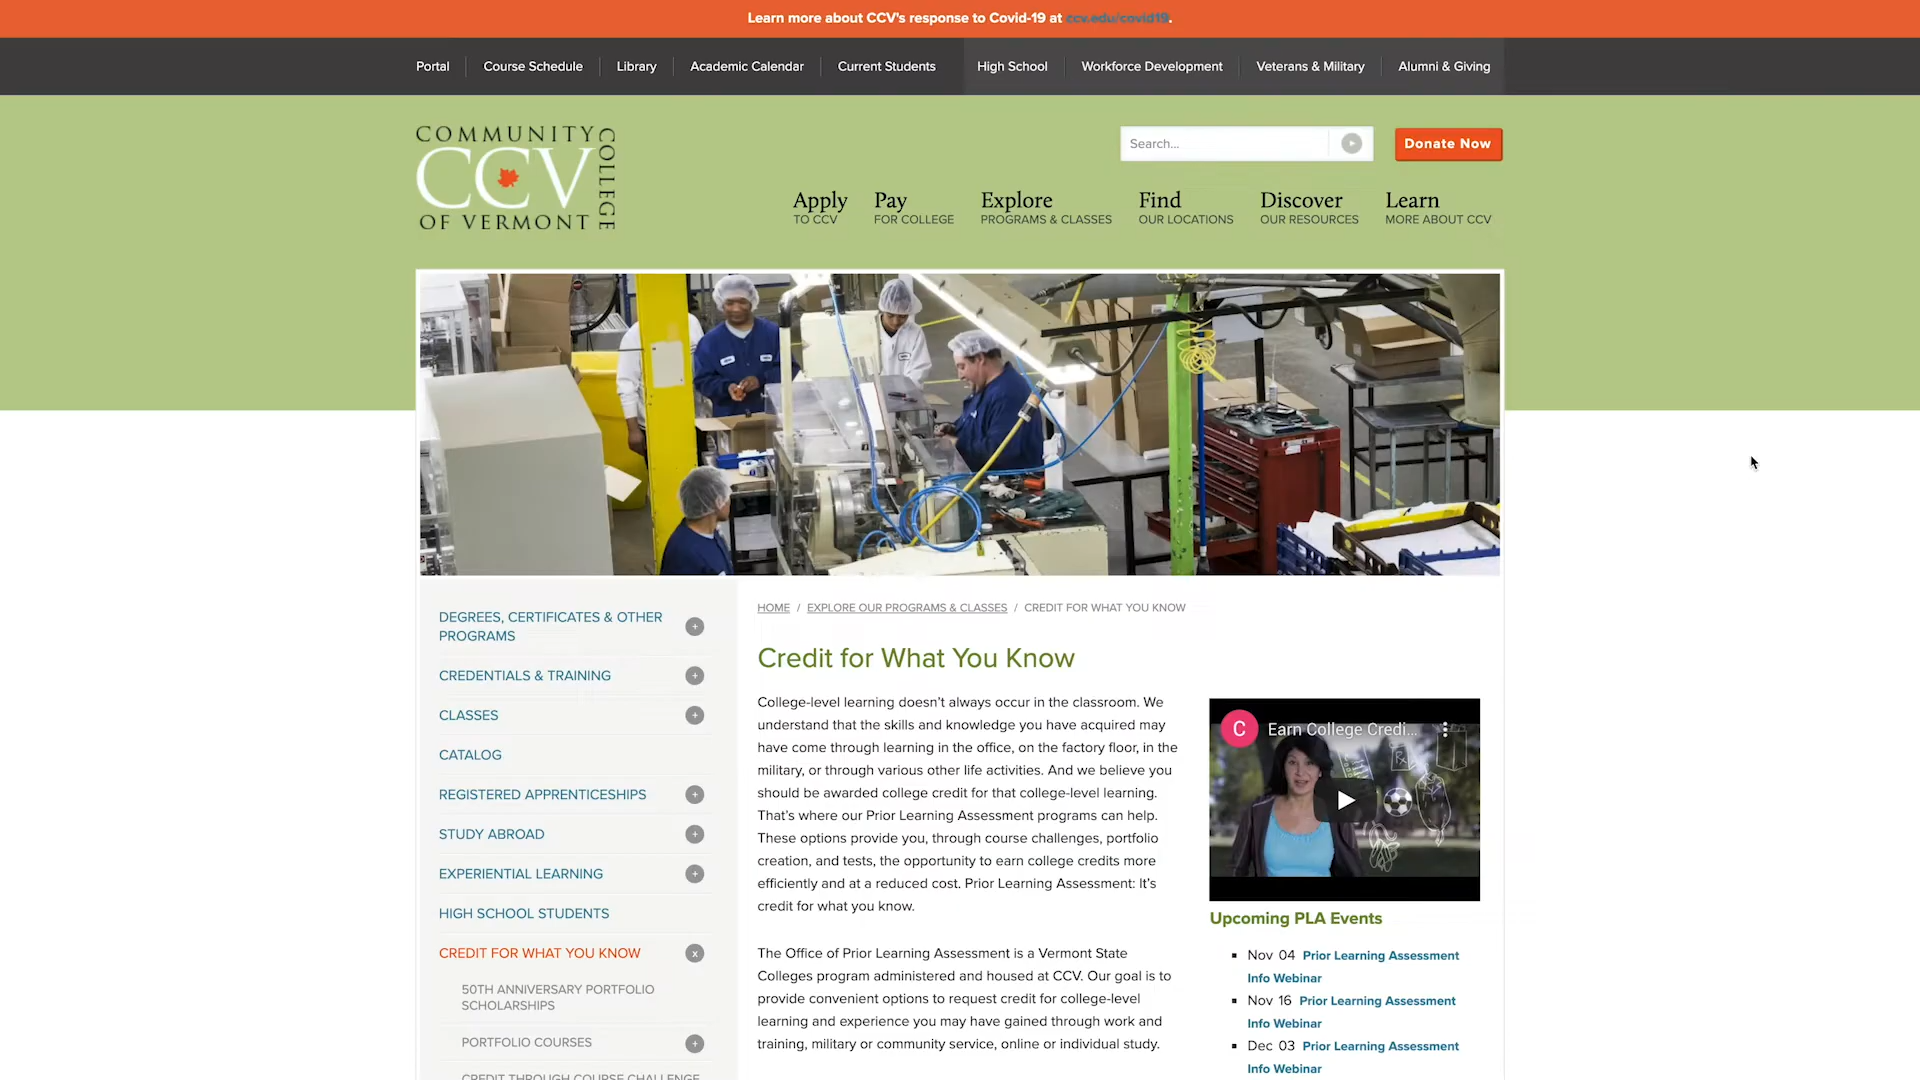 Learn more about CCV's response to Covid-19 at ccv.edu/covid19.
Portal
Course Schedule
Library
Academic Calendar
Current Students
High School
Workforce Development
Veterans & Military
Alumni & Giving
COMMUNITY
COLLEGE
CCV
OF VERMONT
Search...
Donate Now
Apply
TO CCV
Pay
FOR COLLEGE
Explore
PROGRAMS & CLASSES
Find
OUR LOCATIONS
Discover
OUR RESOURCES
Learn
MORE ABOUT CCV
DEGREES, CERTIFICATES & OTHER
PROGRAMS
CREDENTIALS & TRAINING
CLASSES
CATALOG
REGISTERED APPRENTICESHIPS
STUDY ABROAD
EXPERIENTIAL LEARNING
HIGH SCHOOL STUDENTS
CREDIT FOR WHAT YOU KNOW
50TH ANNIVERSARY PORTFOLIO
SCHOLARSHIPS
PORTFOLIO COURSES
CREDIT THROUGH COURSE CHALLENGE
HOME / EXPLORE OUR PROGRAMS & CLASSES / CREDIT FOR WHAT YOU KNOW
Credit for What You Know
College-level learning doesn’t always occur in the classroom. We
understand that the skills and knowledge you have acquired may
have come through learning in the office, on the factory floor, in the
military, or through various other life activities. And we believe you
should be awarded college credit for that college-level learning.
That’s where our Prior Learning Assessment programs can help.
These options provide you, through course challenges, portfolio
creation, and tests, the opportunity to earn college credits more
efficiently and at a reduced cost. Prior Learning Assessment: It’s
credit for what you know.
The Office of Prior Learning Assessment is a Vermont State
Colleges program administered and housed at CCV. Our goal is to
provide convenient options to request credit for college-level
learning and experience you may have gained through work and
training, military or community service, online or individual study.
C Earn College Credi...
Upcoming PLA Events
Nov 04 Prior Learning Assessment
Info Webinar
Nov 16 Prior Learning Assessment
Info Webinar
Dec 03 Prior Learning Assessment
Info Webinar